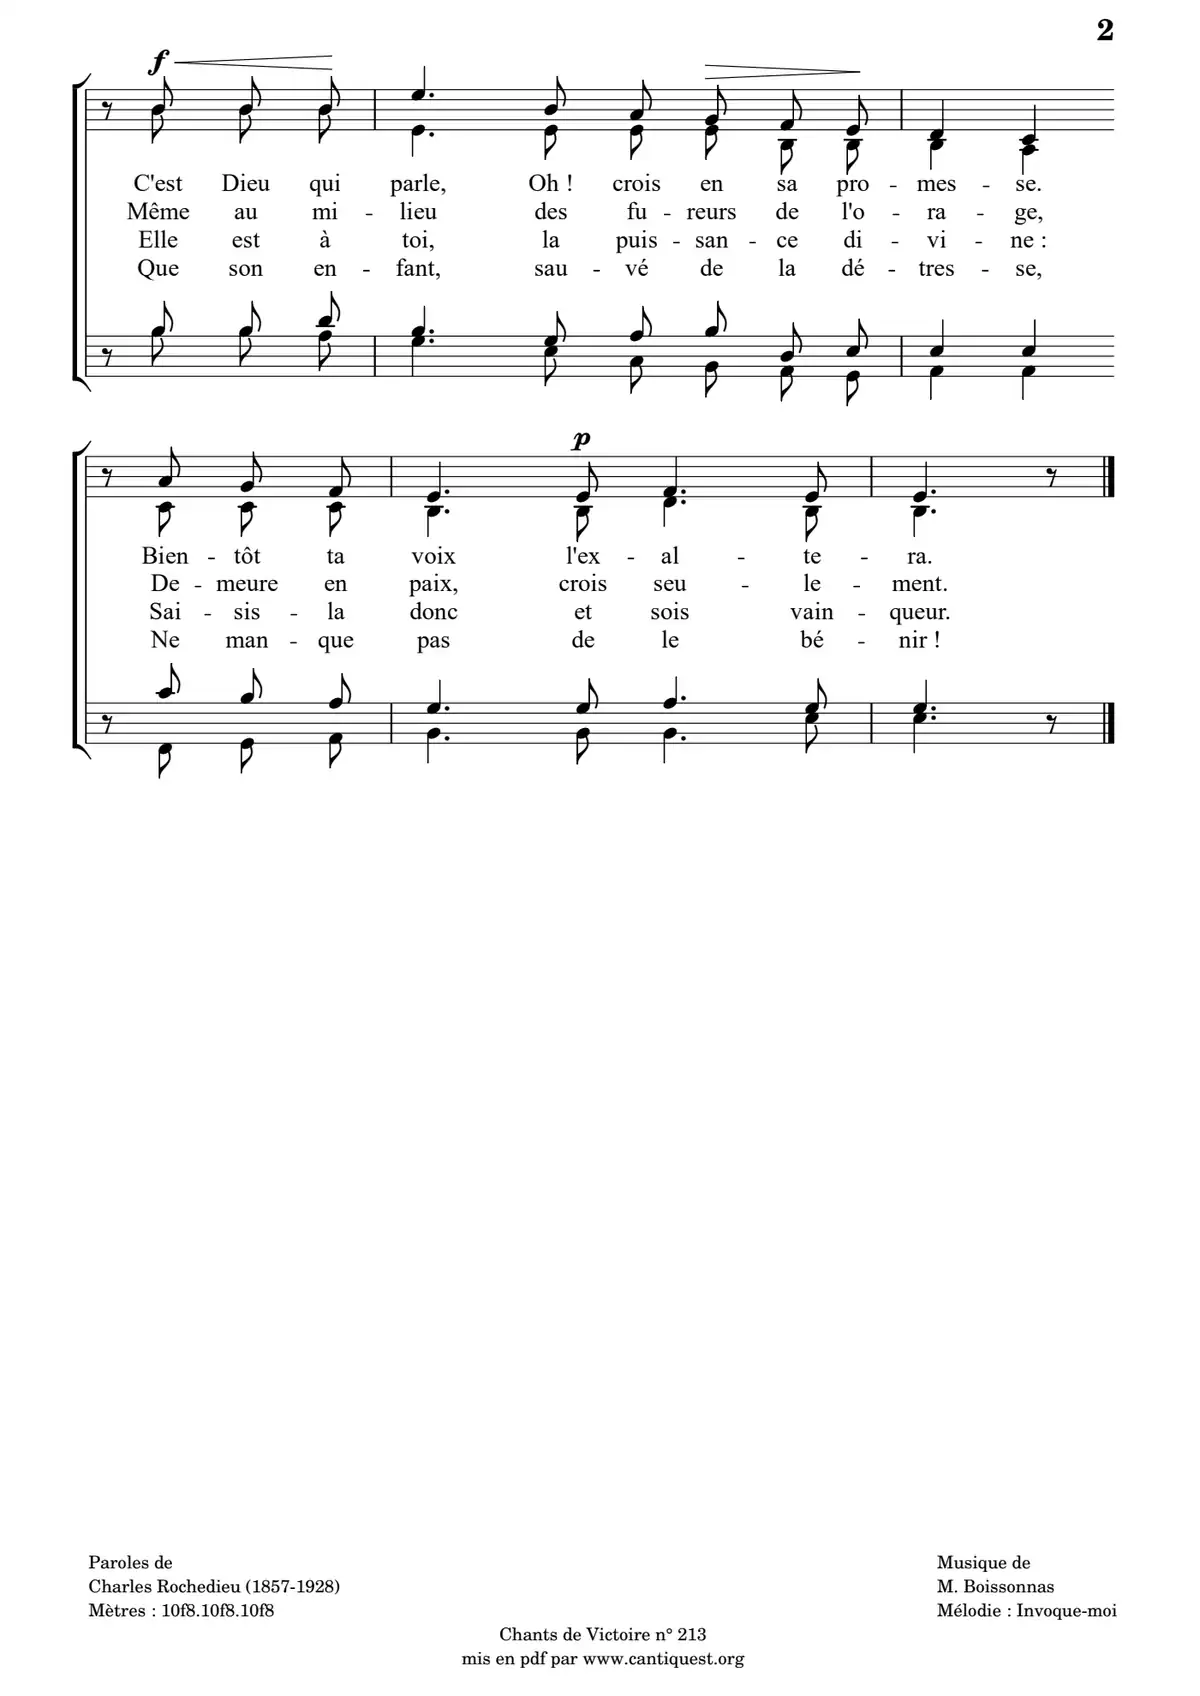 2
f
C'est Dieu qui parle, Oh ! crois en sa pro - mes - se.
Même au mi - lieu des fu - reurs de l'o - ra - ge,
Elle est à toi, la puis - san - ce di - vi - ne :
Que son en - fant, sau - vé de la dé - tres - se,
p
Bien - tôt ta voix l'ex - al - te - ra.
De - meure en paix, crois seu - le - ment.
Sai - sis - la donc et sois vain - queur.
Ne man - que pas de le bé - nir !
Paroles de
Charles Rochedieu (1857-1928)
Mètres : 10f8.10f8.10f8
Musique de
M. Boissonnas
Mélodie : Invoque-moi
Chants de Victoire n° 213
mis en pdf par www.cantiquest.org